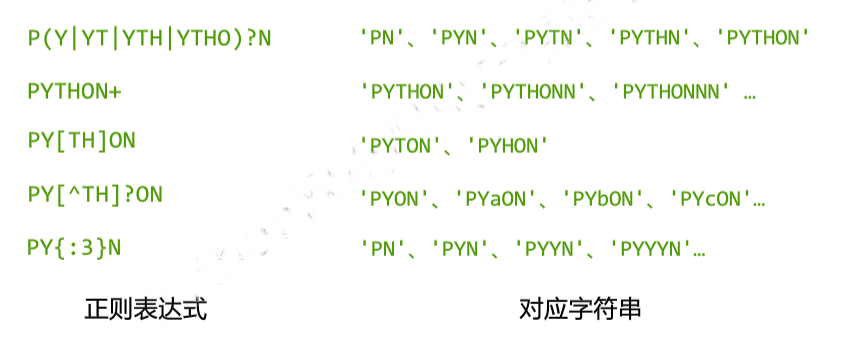 P(Y|YT|YTH|YTHO)?N 'PN'、'PYN'、'PYTN'、'PYTHN'、'PYTHON'
PYTHON+ 'PYTHON'、'PYTHONN'、'PYTHONNN' …
PY[TH]ON 'PYTON'、'PYHON'
PY[^TH]?ON 'PYON'、'PYaON'、'PYbON'、'PYcON'…
PY{:3}N 'PN'、'PYN'、'PYYN'、'PYYYN'…
正则表达式 对应字符串